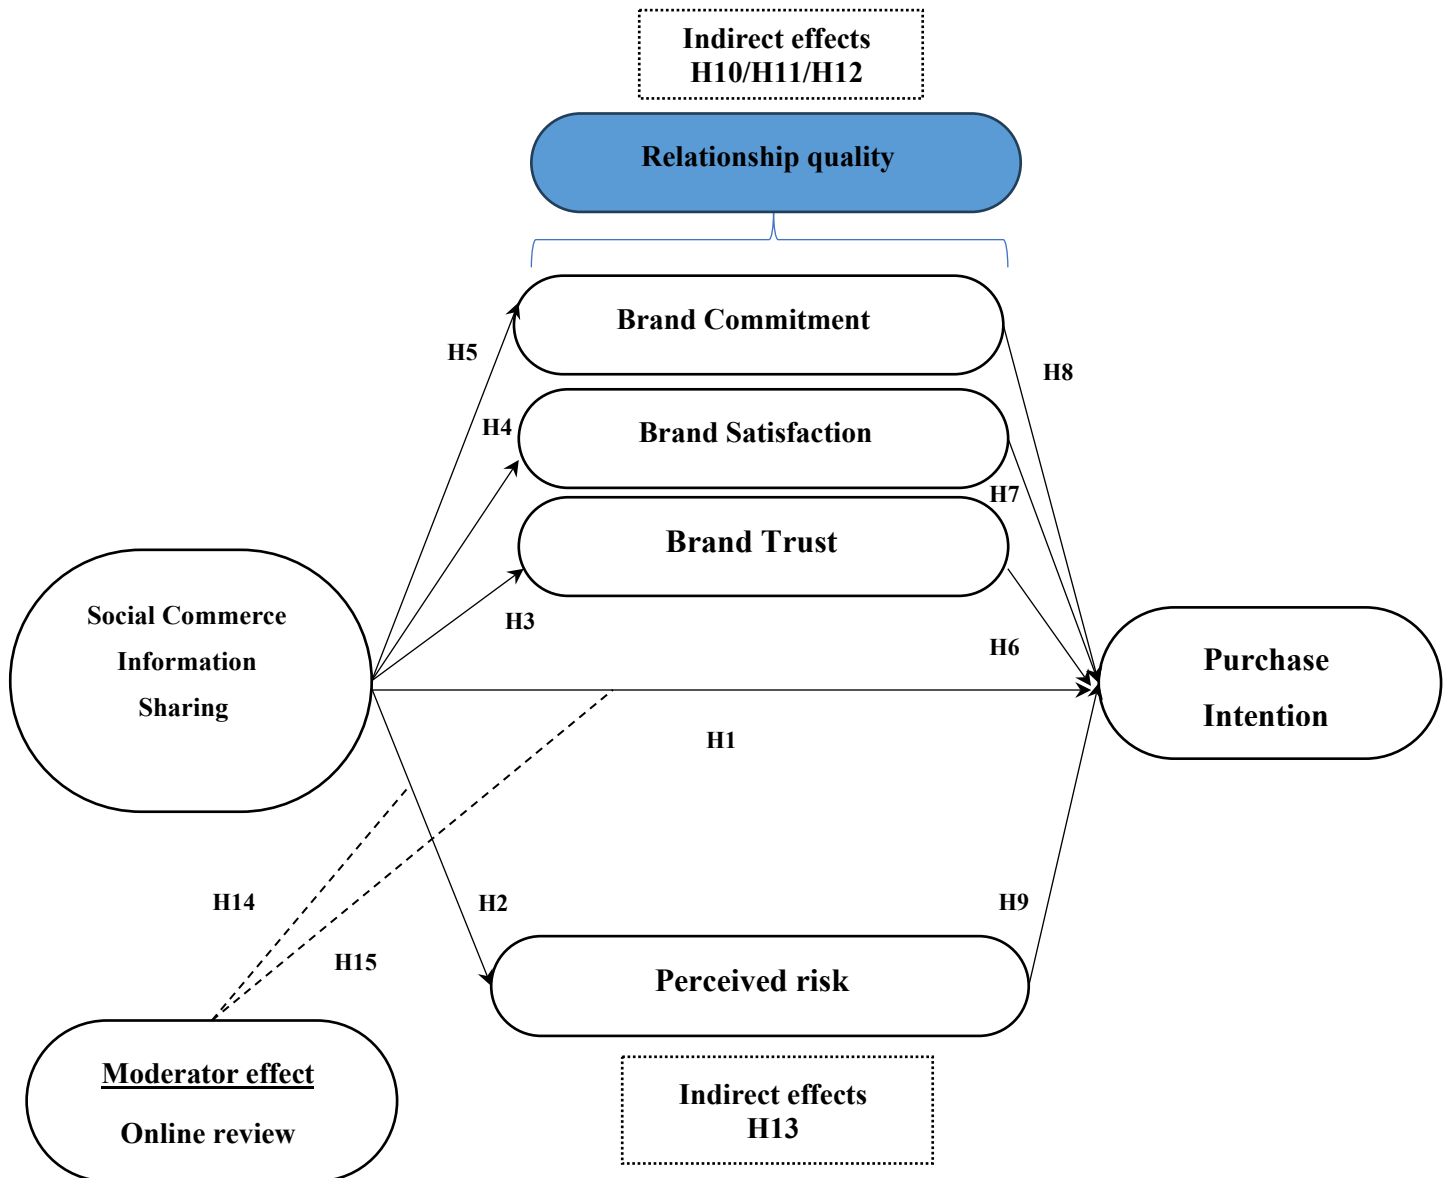 Indirect effects
H10/H11/H12
Relationship quality
Brand Commitment
H5
H8
H4
Brand Satisfaction
H7
Brand Trust
H3
H6
Social Commerce
Information
Sharing
Purchase
Intention
H1
H14
H2
H9
H15
Perceived risk
Moderator effect
Online review
Indirect effects
H13